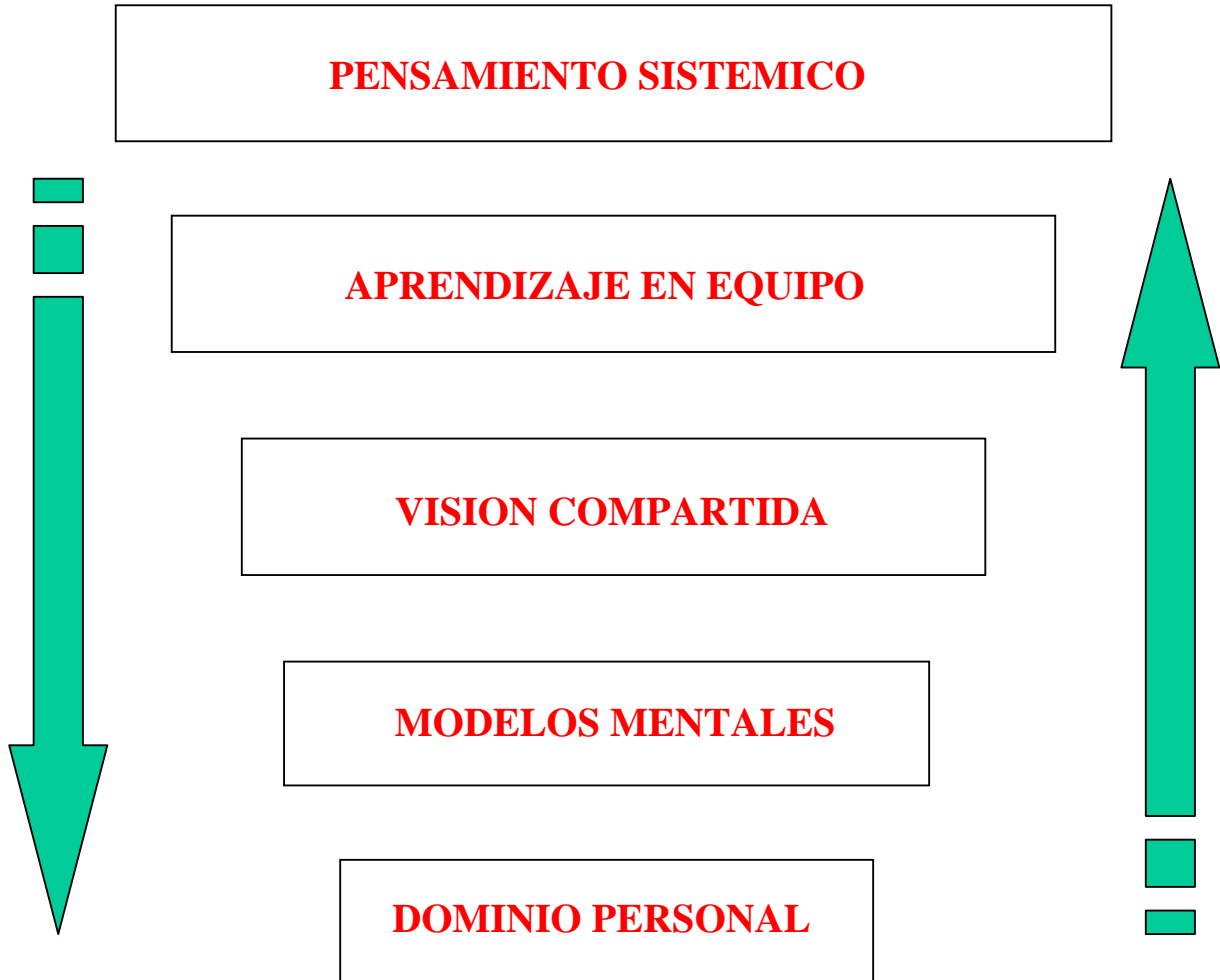 PENSAMIENTO SISTEMICO
APRENDIZAJE EN EQUIPO
VISION COMPARTIDA
MODELOS MENTALES
DOMINIO PERSONAL